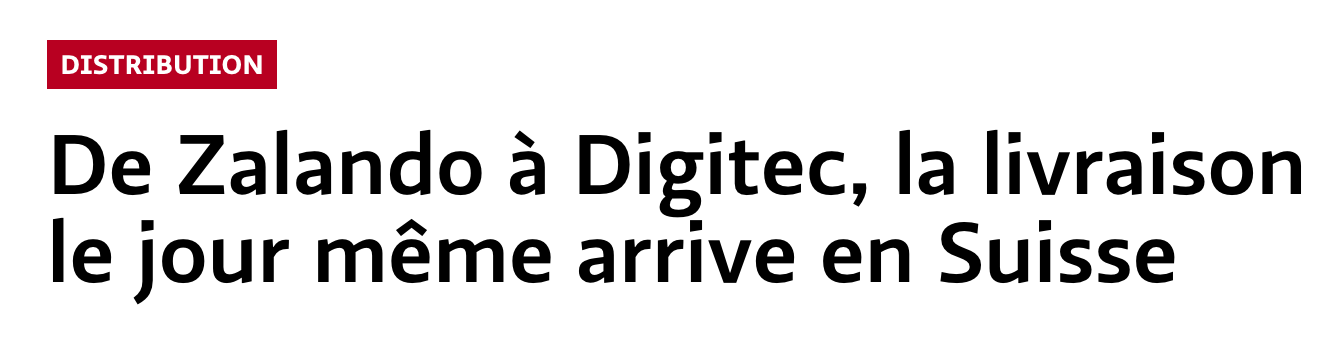 DISTRIBUTION
De Zalando à Digitec, la livraison
le jour même arrive en Suisse